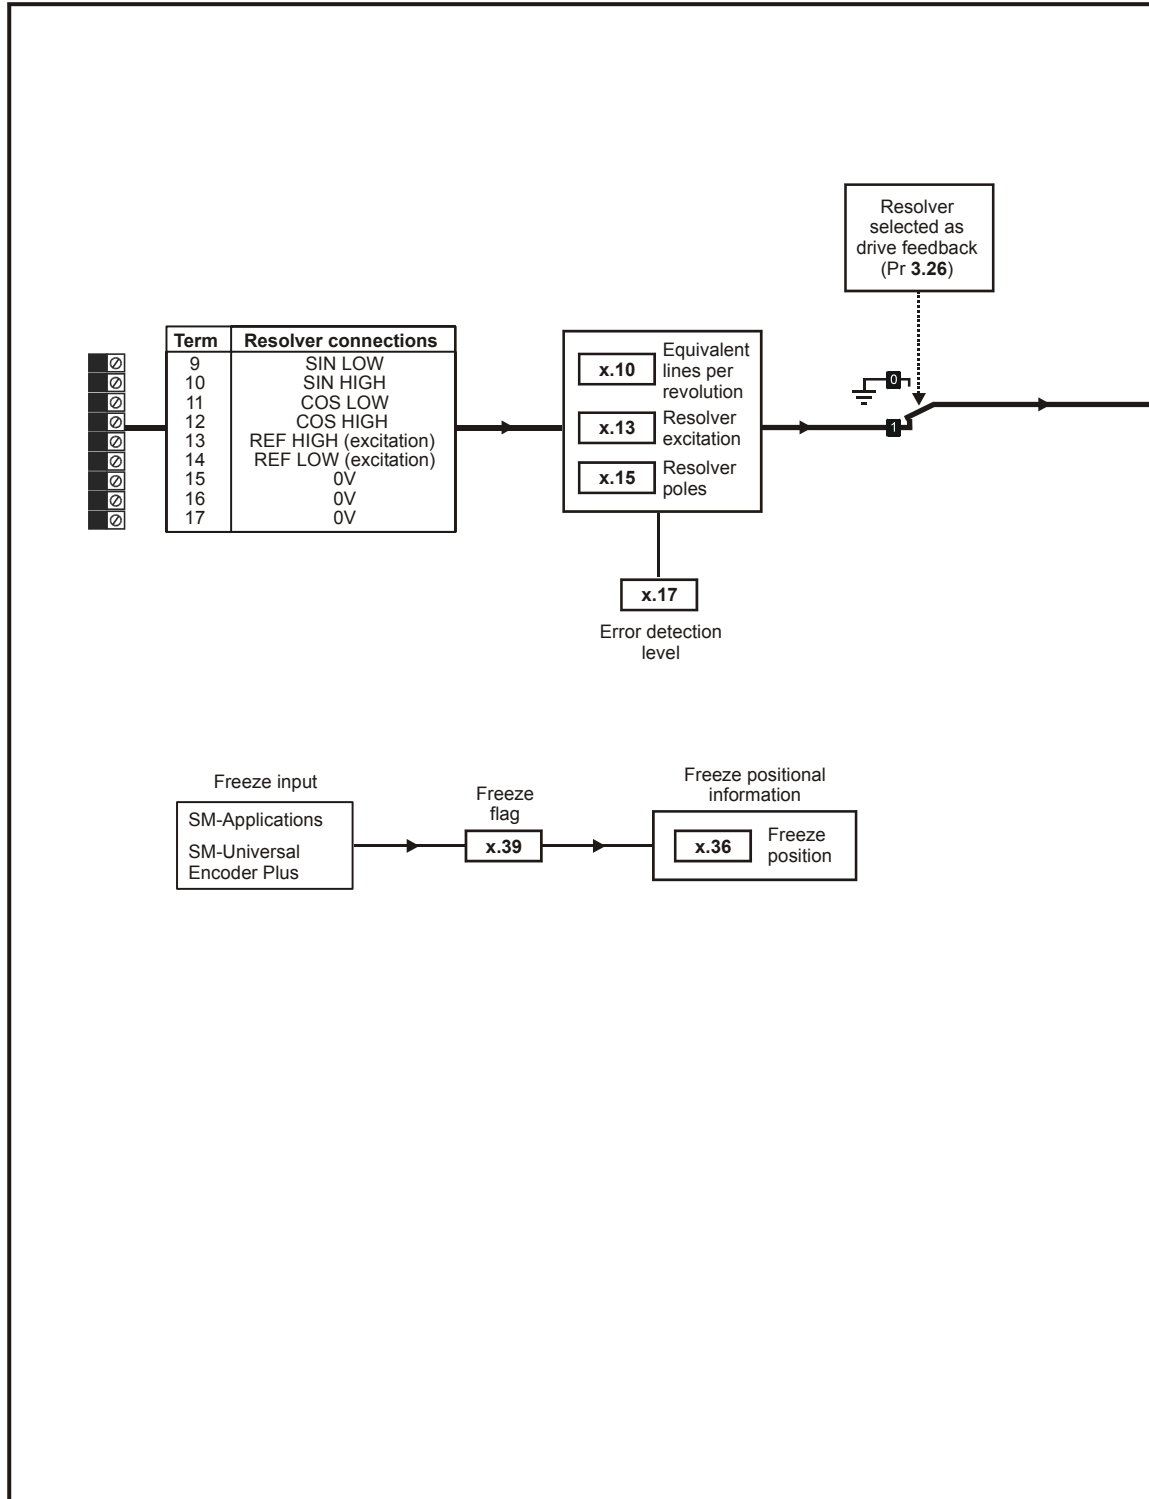 Resolver
selected as
drive feedback
(Pr 3.26)
Term Resolver connections
9 SIN LOW
10 SIN HIGH
11 COS LOW
12 COS HIGH
13 REF HIGH (excitation)
14 REF LOW (excitation)
15 0V
16 0V
17 0V
x.10 Equivalent
lines per
revolution
x.13 Resolver
excitation
x.15 Resolver
poles
0
1
x.17
Error detection
level
Freeze input
SM-Applications
SM-Universal
Encoder Plus
Freeze
flag
x.39
Freeze positional
information
x.36 Freeze
position